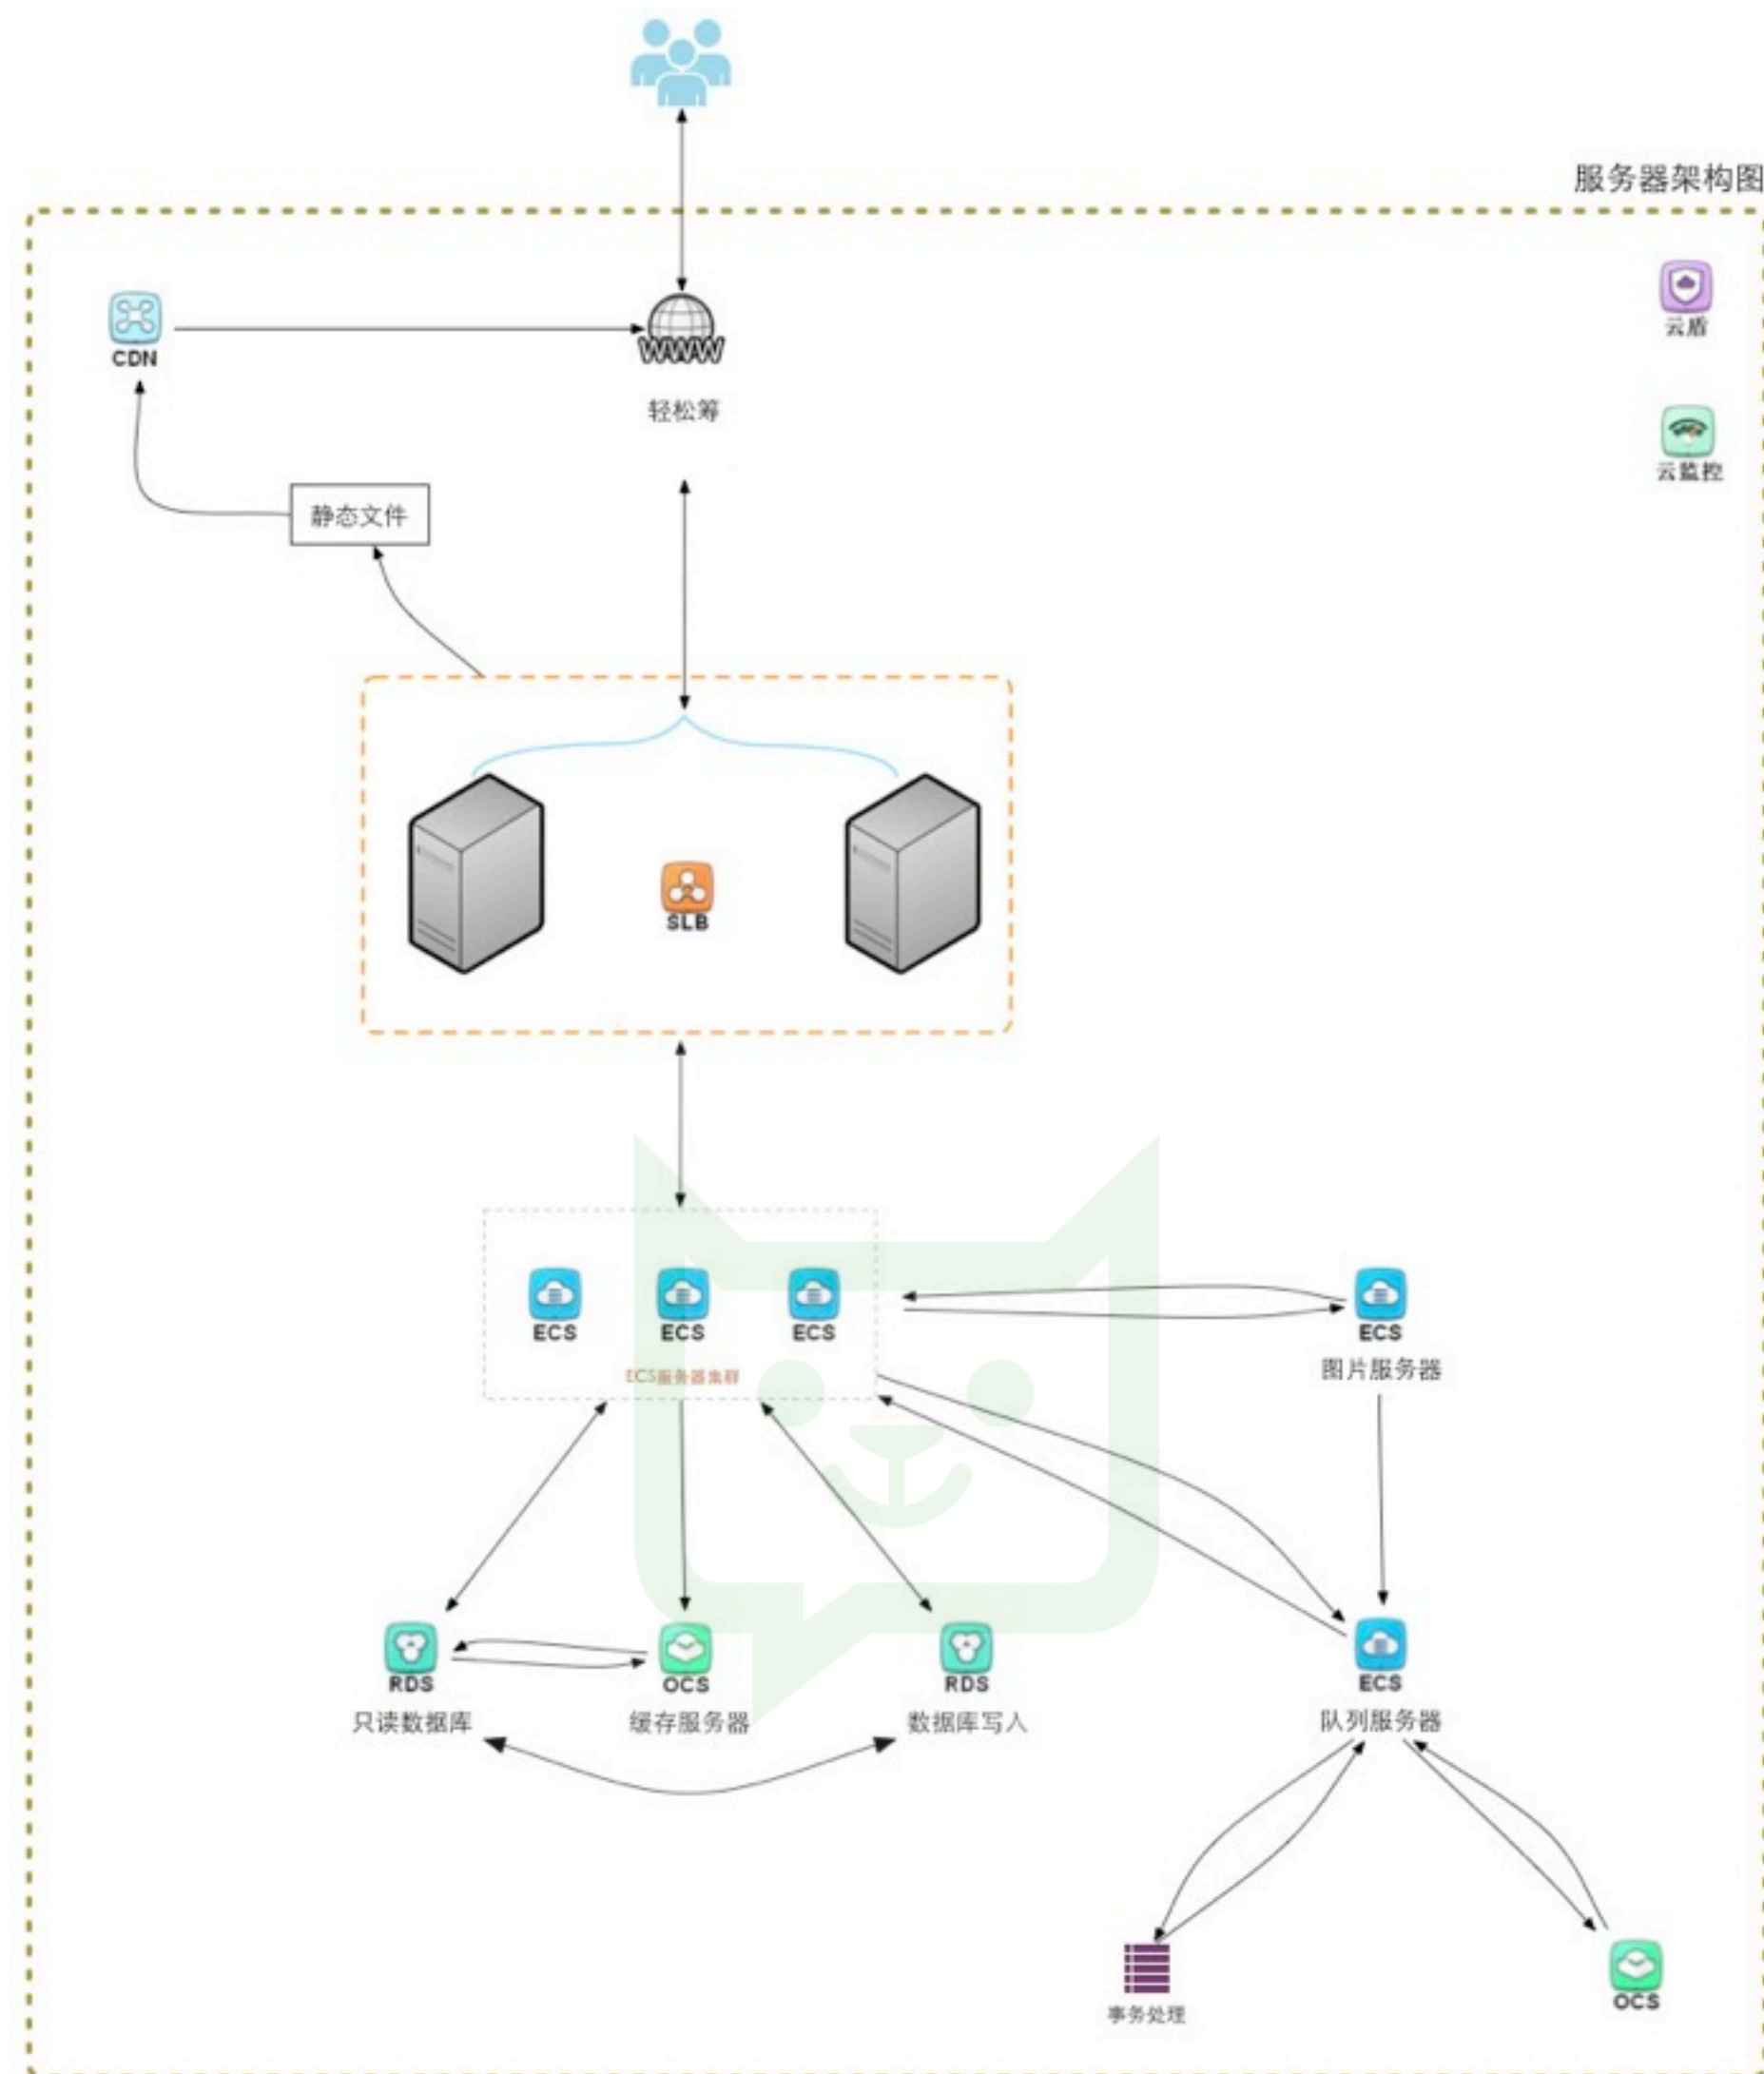 服务器架构图
云盾
CDN
WWW
轻松筹
云监控
静态文件
SLB
ECS
ECS
ECS
ECS服务器集群
ECS
图片服务器
RDS
只读数据库
OCS
缓存服务器
RDS
数据库写人
ECS
队列服务器
事务处理
OCS